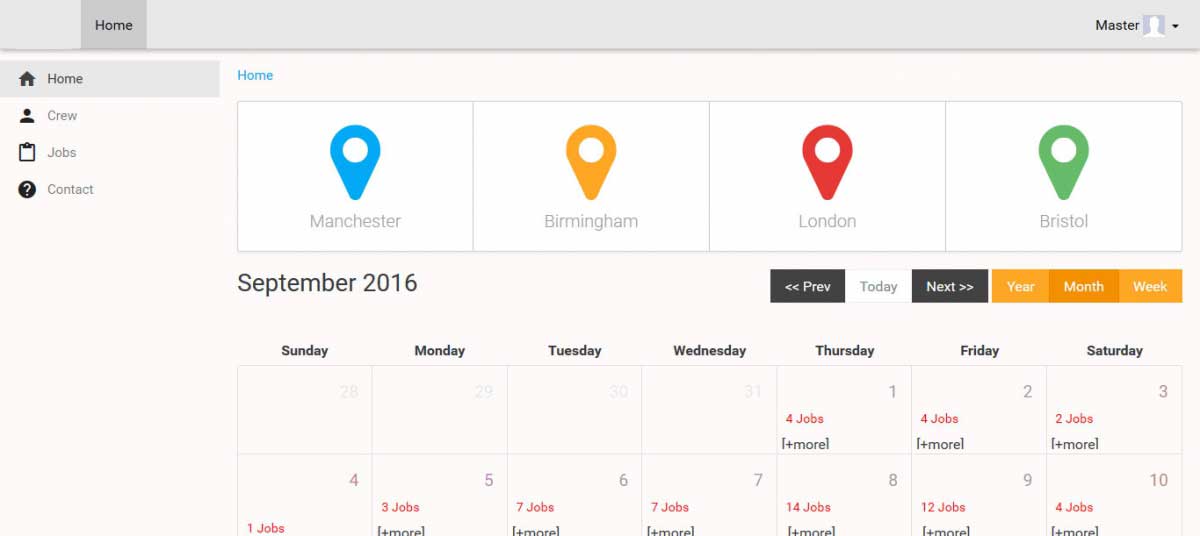 Home Master
Home
Home
Crew
Jobs
Contact
Manchester Birmingham London Bristol
September 2016 << Prev Today Next >> Year Month Week
Sunday Monday Tuesday Wednesday Thursday Friday Saturday
28 29 30 31 1 2 3
4 Jobs 4 Jobs 2 Jobs
[+more] [+more] [+more]
4 5 6 7 8 9 10
3 Jobs 7 Jobs 7 Jobs 14 Jobs 12 Jobs 4 Jobs
1 Jobs
[+more] [+more] [+more] [+more] [+more] [+more]